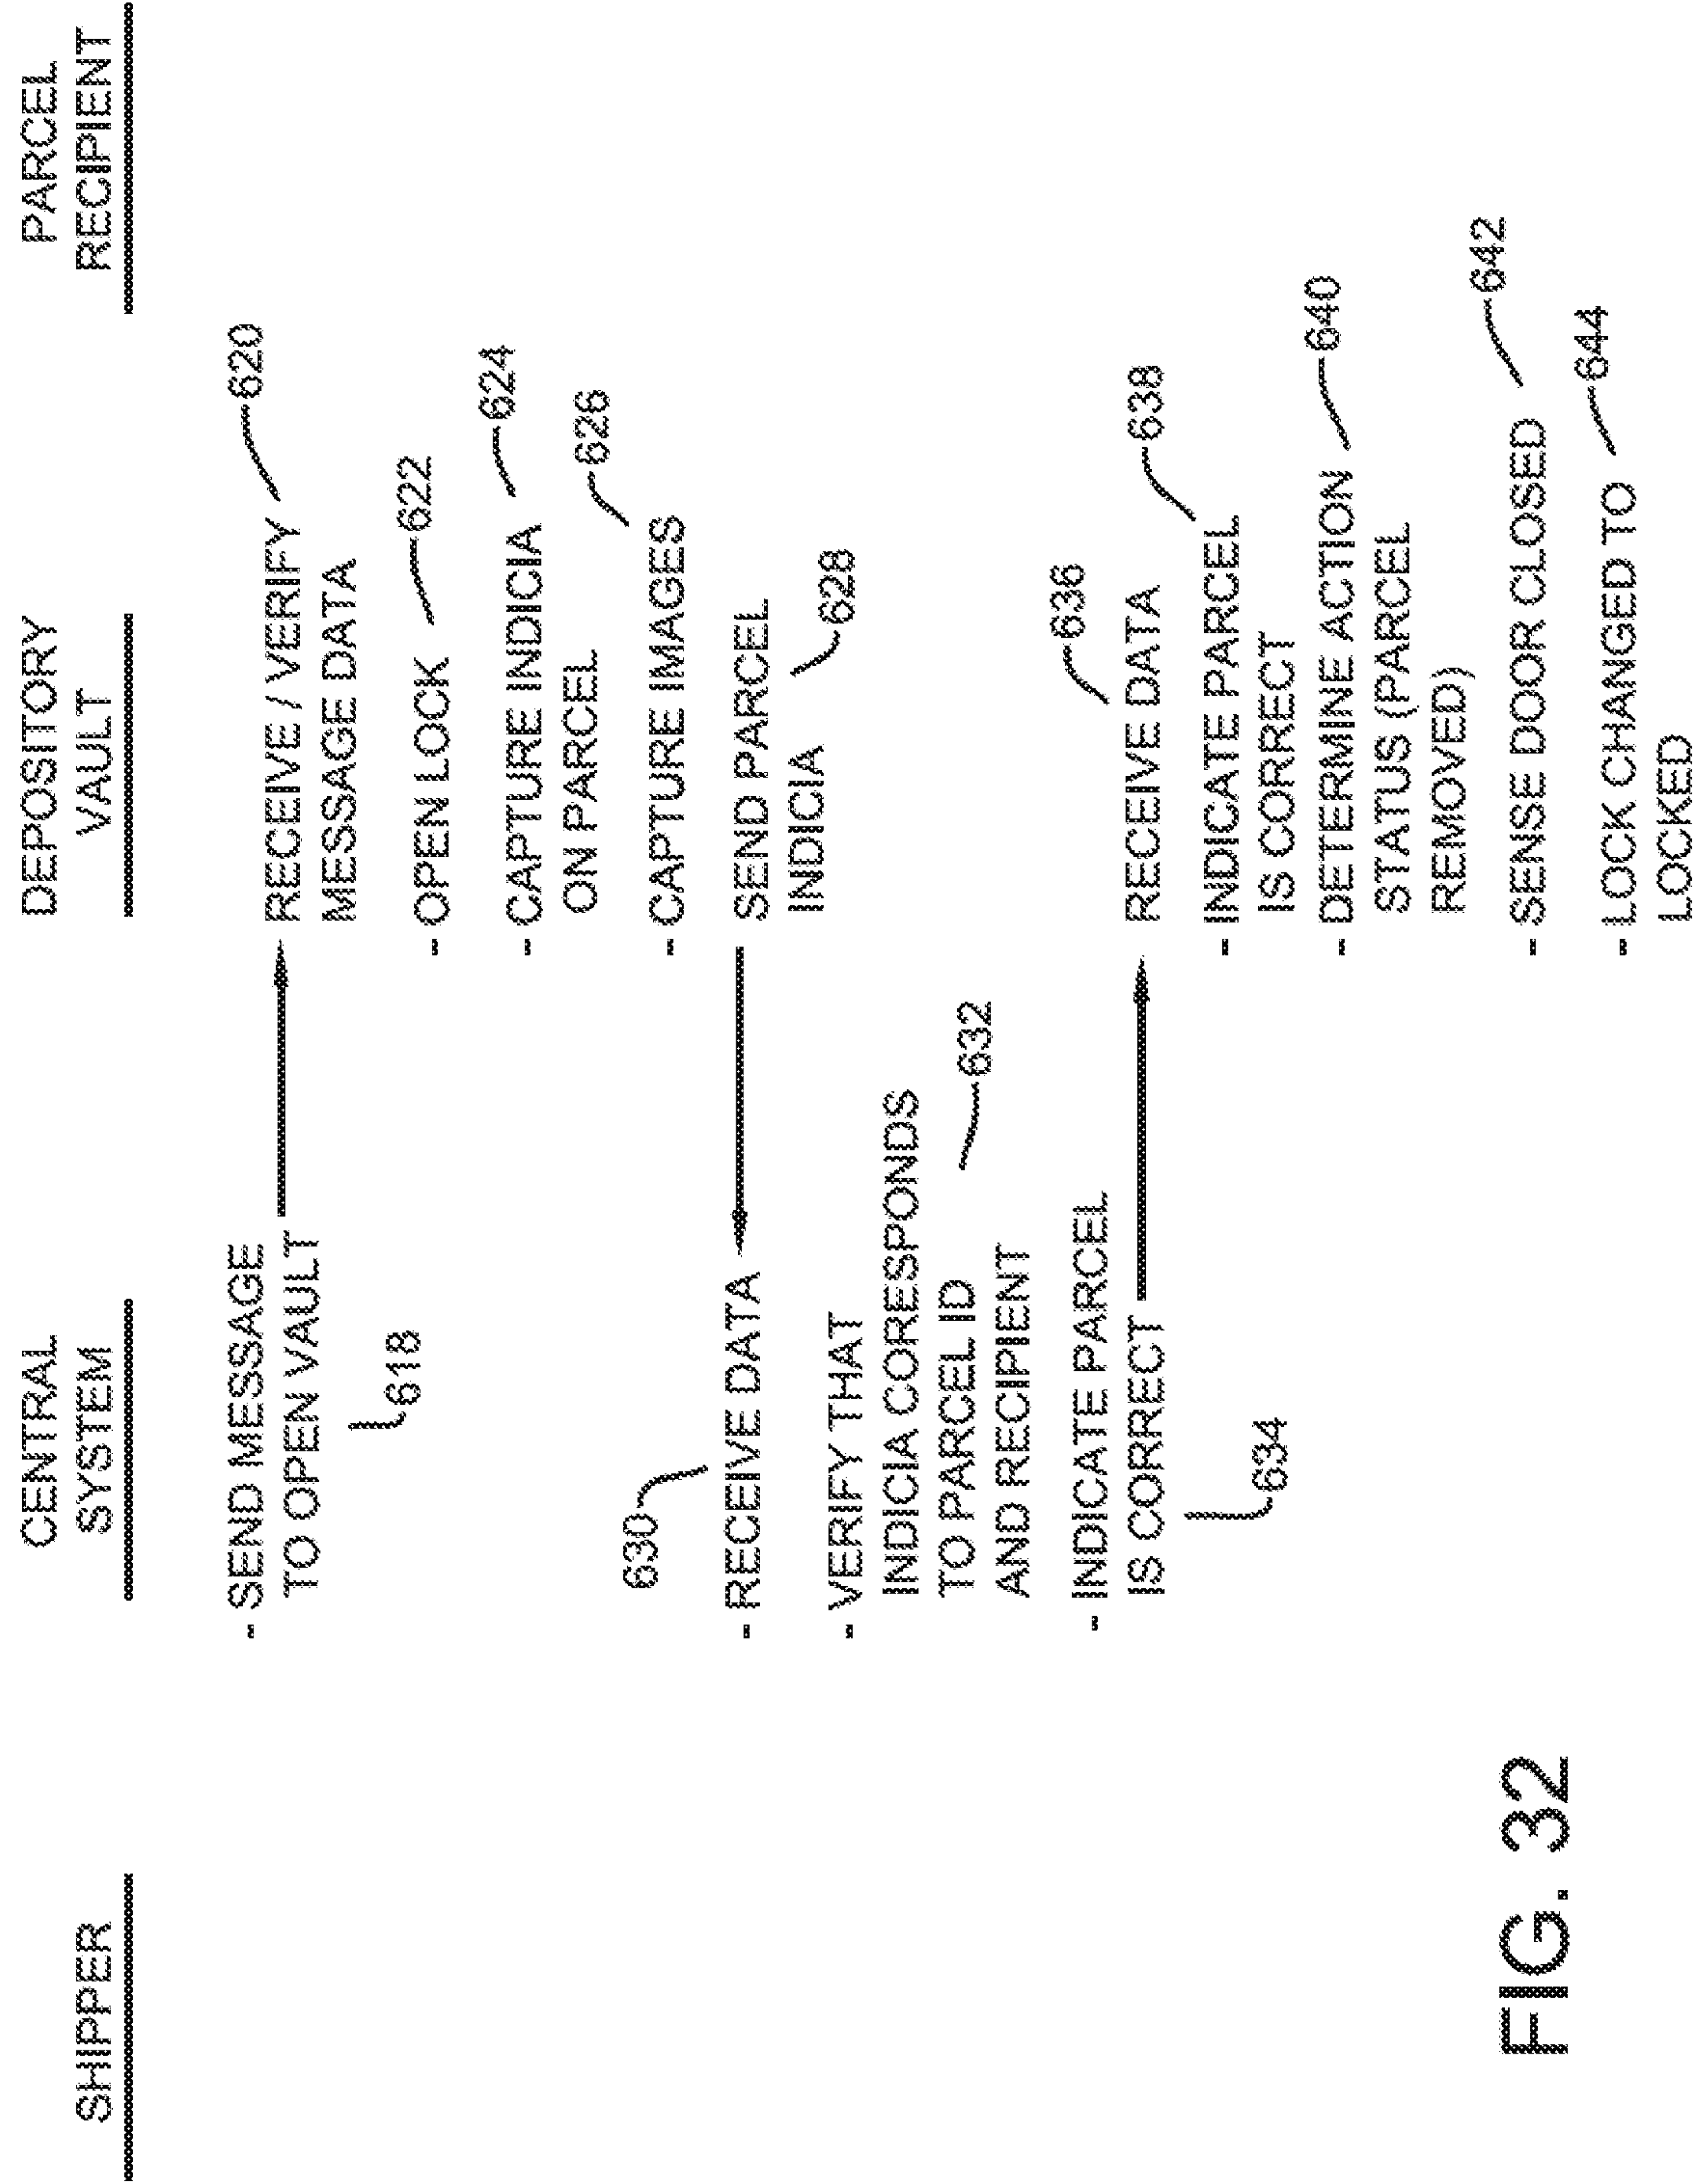 SHIPPER
CENTRAL
SYSTEM
DEPOSITORY
VAULT
PARCEL
RECIPIENT
- SEND MESSAGE
TO OPEN VAULT
618
RECEIVE / VERIFY
MESSAGE DATA
620
- OPEN LOCK
622
- CAPTURE INDICIA
ON PARCEL
624
- CAPTURE IMAGES
626
SEND PARCEL
INDICIA
628
630
- RECEIVE DATA
- VERIFY THAT
INDICIA CORESPONDS
TO PARCEL ID
AND RECIPIENT
632
- INDICATE PARCEL
IS CORRECT
634
636
RECEIVE DATA
- INDICATE PARCEL
IS CORRECT
638
- DETERMINE ACTION
STATUS (PARCEL
REMOVED)
640
- SENSE DOOR CLOSED
642
- LOCK CHANGED TO
LOCKED
644
FIG. 32